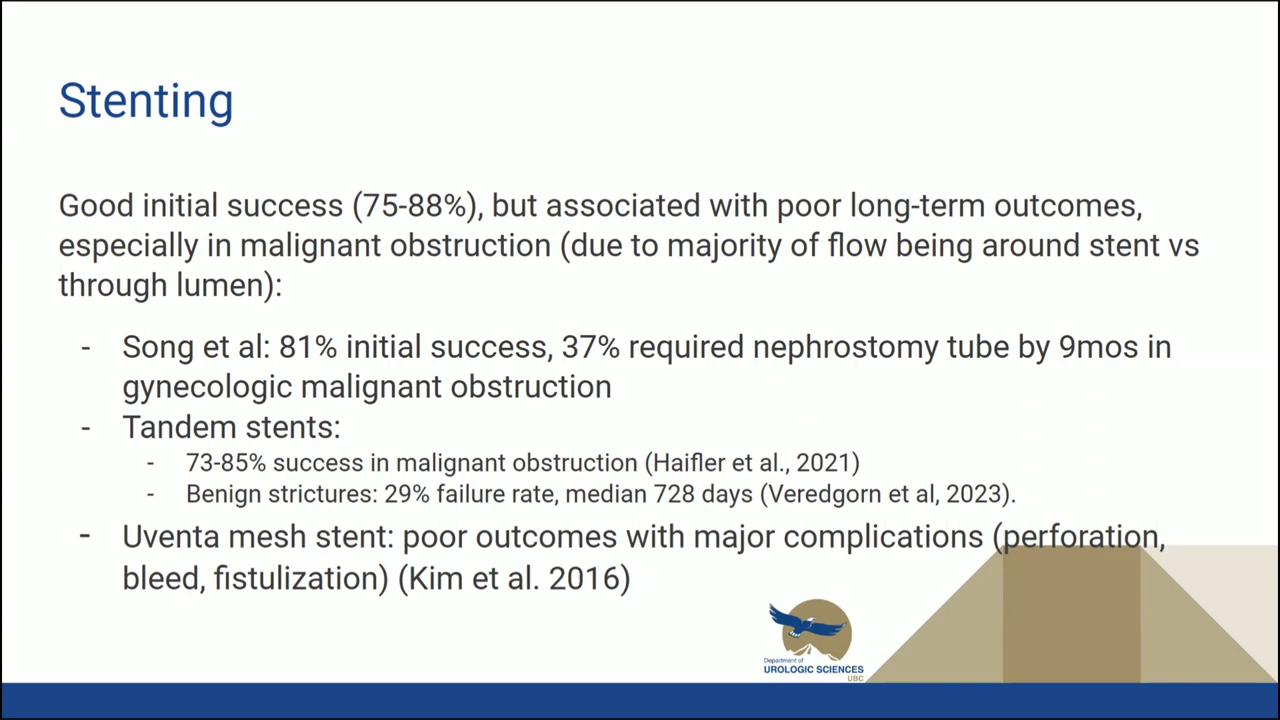 Stenting
Good initial success (75-88%), but associated with poor long-term outcomes,
especially in malignant obstruction (due to majority of flow being around stent vs
through lumen):
- Song et al: 81% initial success, 37% required nephrostomy tube by 9mos in
gynecologic malignant obstruction
- Tandem stents:
- 73-85% success in malignant obstruction (Haifler et al., 2021)
- Benign strictures: 29% failure rate, median 728 days (Veredgorn et al, 2023).
- Uventa mesh stent: poor outcomes with major complications (perforation,
bleed, fistulization) (Kim et al. 2016)
Department of
UROLOGIC SCIENCES
UBC